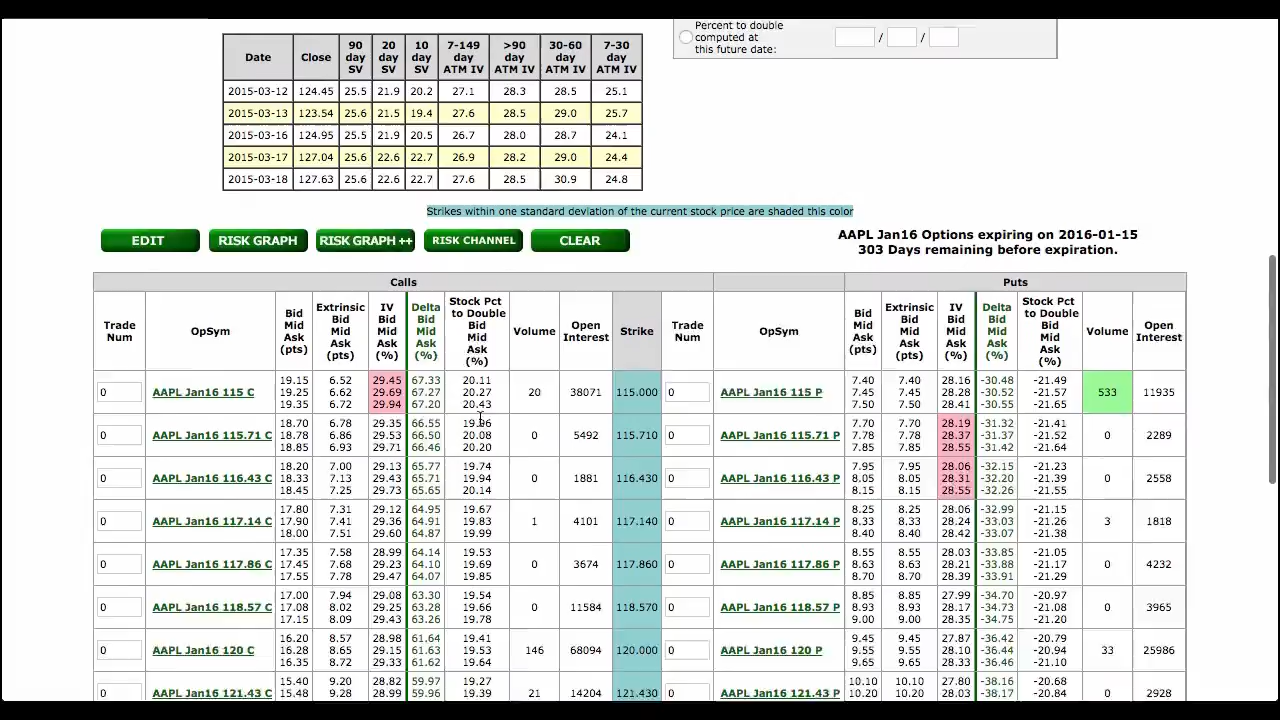 Percent to double
computed at
this future date:
/ /
Date Close 90 day SV 20 day SV 10 day SV 7-149 day ATM IV >90 day ATM IV 30-60 day ATM IV 7-30 day ATM IV
2015-03-12 124.45 25.5 21.9 20.2 27.1 28.3 28.5 25.1
2015-03-13 123.54 25.6 21.5 19.4 27.6 28.5 29.0 25.7
2015-03-16 124.95 25.5 21.9 20.5 26.7 28.0 28.7 24.1
2015-03-17 127.04 25.6 22.6 22.7 26.9 28.2 29.0 24.4
2015-03-18 127.63 25.6 22.6 22.7 27.6 28.5 30.9 24.8
Strikes within one standard deviation of the current stock price are shaded this color
EDIT RISK GRAPH RISK GRAPH ++ RISK CHANNEL CLEAR
AAPL Jan16 Options expiring on 2016-01-15
303 Days remaining before expiration.
Calls Puts
Trade Num OpSym Bid Mid Ask (pts) Extrinsic Bid Mid Ask (pts) IV Bid Mid Ask (%) Delta Bid Mid Ask (%) Stock Pct to Double Bid Mid Ask (%) Volume Open Interest Strike Trade Num OpSym Bid Mid Ask (pts) Extrinsic Bid Mid Ask (pts) IV Bid Mid Ask (%) Delta Bid Mid Ask (%) Stock Pct to Double Bid Mid Ask (%) Volume Open Interest
19.15 6.52 29.45 67.33 20.11 7.40 7.40 28.16 -30.48 -21.49
0 AAPL Jan16 115 C 19.25 6.62 29.69 67.27 20.27 20 38071 115.000 0 AAPL Jan16 115 P 7.45 7.45 28.28 -30.52 -21.57 533 11935
19.35 6.72 29.94 67.20 20.43 7.50 7.50 28.41 -30.55 -21.65
18.70 6.78 29.35 66.55 7.70 7.70 28.19 -31.32 -21.41
0 AAPL Jan16 115.71 C 18.78 6.86 29.53 66.50 20.08 0 5492 115.710 0 AAPL Jan16 115.71 P 7.78 7.78 28.37 -31.37 -21.52 0 2289
18.85 6.93 29.71 66.46 20.20 7.85 7.85 28.55 -31.42 -21.64
18.20 7.00 29.13 65.77 19.74 7.95 7.95 28.06 -32.15 -21.23
0 AAPL Jan16 116.43 C 18.33 7.13 29.43 65.71 19.94 0 1881 116.430 0 AAPL Jan16 116.43 P 8.05 8.05 28.31 -32.20 -21.39 0 2558
18.45 7.25 29.73 65.65 20.14 8.15 8.15 28.55 -32.26 -21.55
17.80 7.31 29.12 64.95 19.67 8.25 8.25 28.06 -32.99 -21.15
0 AAPL Jan16 117.14 C 17.90 7.41 29.36 64.91 19.83 1 4101 117.140 0 AAPL Jan16 117.14 P 8.33 8.33 28.24 -33.03 -21.26 3 1818
18.00 7.51 29.60 64.87 19.99 8.40 8.40 28.42 -33.07 -21.38
17.35 7.58 28.99 64.14 19.53 8.55 8.55 28.03 -33.85 -21.05
0 AAPL Jan16 117.86 C 17.45 7.68 29.23 64.10 19.69 0 3674 117.860 0 AAPL Jan16 117.86 P 8.63 8.63 28.21 -33.88 -21.17 0 4232
17.55 7.78 29.47 64.07 19.85 8.70 8.70 28.39 -33.91 -21.29
17.00 7.94 29.08 63.30 19.54 8.85 8.85 27.99 -34.70 -20.97
0 AAPL Jan16 118.57 C 17.08 8.02 29.25 63.28 19.66 0 11584 118.570 0 AAPL Jan16 118.57 P 8.93 8.93 28.17 -34.73 -21.08 0 3965
17.15 8.09 29.43 63.26 19.78 9.00 9.00 28.35 -34.75 -21.20
16.20 8.57 28.98 61.64 19.41 9.45 9.45 27.87 -36.42 -20.79
0 AAPL Jan16 120 C 16.28 8.65 29.15 61.63 19.53 146 68094 120.000 0 AAPL Jan16 120 P 9.55 9.55 28.10 -36.44 -20.94 33 25986
16.35 8.72 29.33 61.62 19.64 9.65 9.65 28.33 -36.46 -21.10
15.40 9.20 28.82 59.97 19.27 10.10 10.10 27.80 -38.16 -20.68
0 AAPL Jan16 121.43 C 15.48 9.28 28.99 59.96 19.39 21 14204 121.430 0 AAPL Jan16 121.43 P 10.20 10.20 28.03 -38.17 -20.84 0 2928